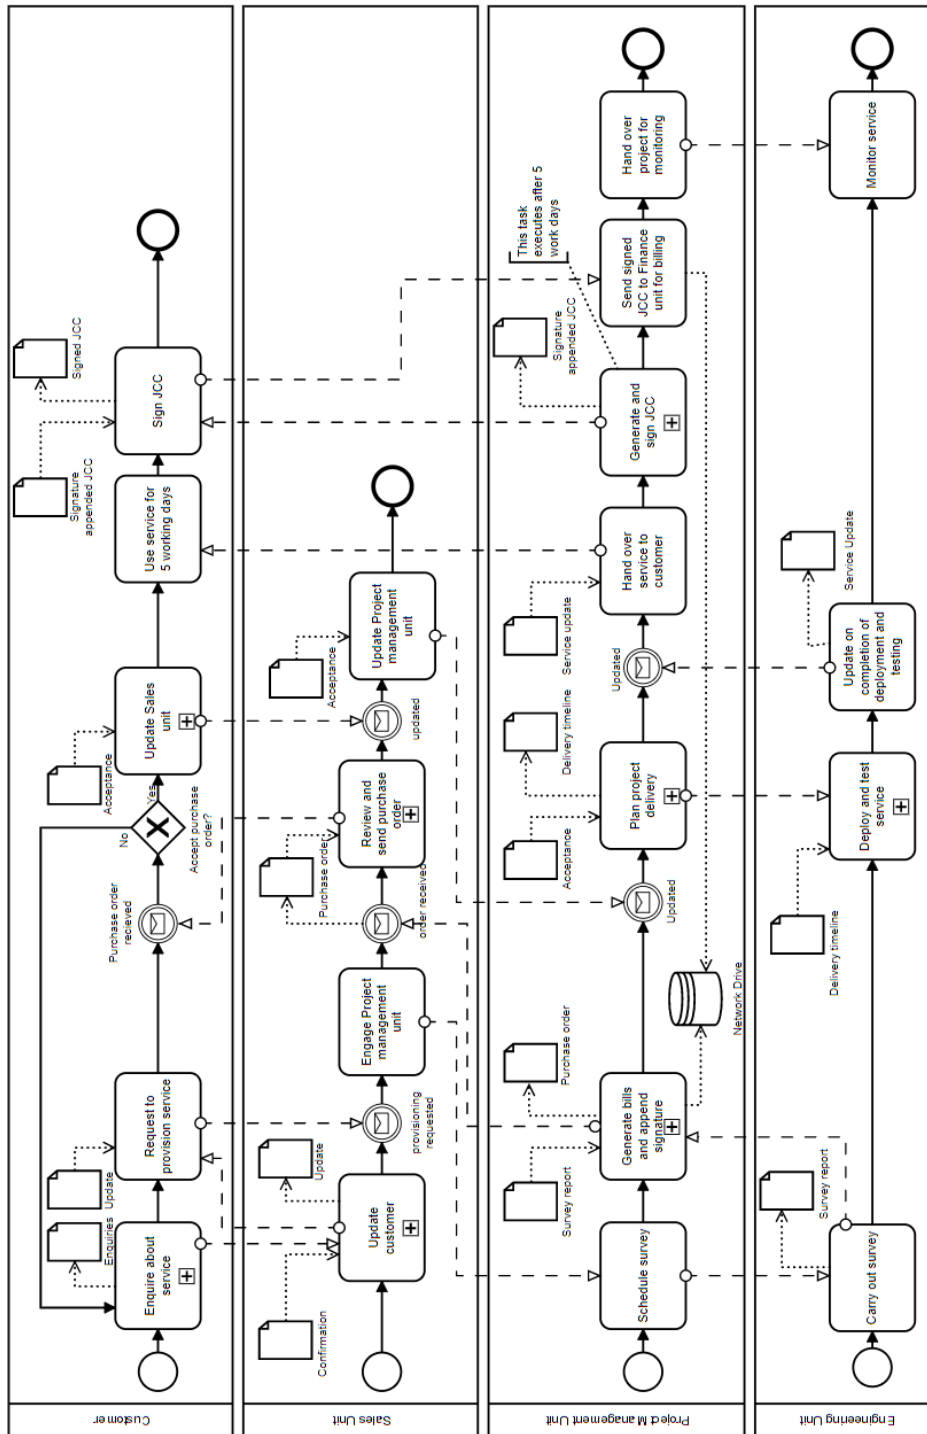 Customer
Enquire about
service
Enquiries
Update
Request to
provision service
Purchase order
recieved
Accept purchase
order?
No
Yes
Acceptance
Update Sales
unit
Use service for
5 working days
Signature
appended JCC
Sign JCC
Signed JCC
Sales Unit
Confirmation
Update
customer
Update
provisioning
requested
Engage Project
management
unit
order received
Purchase order
Review and
send purchase
order
updated
Acceptance
Update Project
management
unit
Project Management Unit
Schedule survey
Survey report
Generate bills
and append
signature
Purchase order
Network Drive
Updated
Acceptance
Plan project
delivery
Delivery timeline
Updated
Service update
Hand over
service to
customer
Generate and
sign JCC
Signature
appended JCC
This task
executes after 5
work days
Send signed
JCC to Finance
unit for billing
Hand over
project for
monitoring
Engineering Unit
Carry out survey
Survey report
Delivery timeline
Deploy and test
service
Update on
completion of
deployment and
testing
Service Update
Monitor service